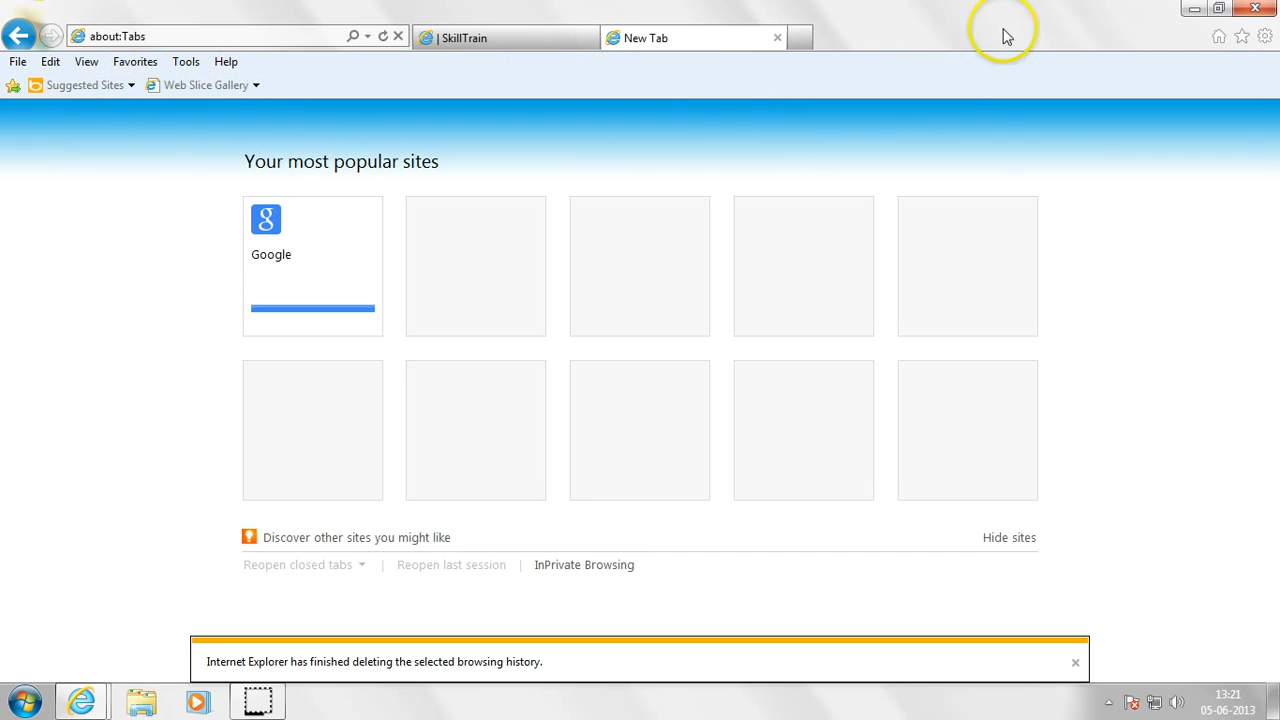 about:Tabs
| SkillTrain
New Tab
File Edit View Favorites Tools Help
Suggested Sites Web Slice Gallery
Your most popular sites
g
Google
Discover other sites you might like
Hide sites
Reopen closed tabs | Reopen last session | InPrivate Browsing
Internet Explorer has finished deleting the selected browsing history.
13:21
05-06-2013